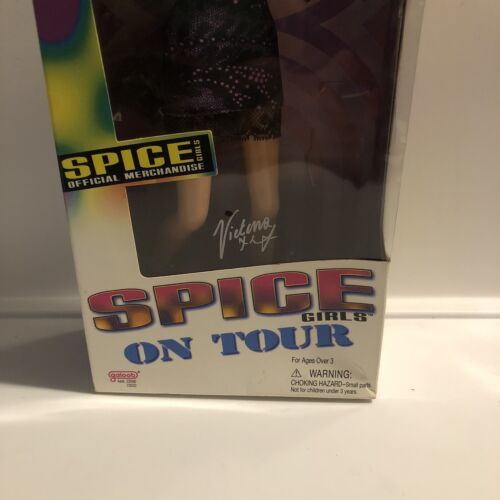 SPICE GIRLS
OFFICIAL MERCHANDISE
Victoria
SPICE
GIRLS
ON TOUR
For Ages Over 3
galoob
WARNING:
CHOKING HAZARD-Small parts
Not for children under 3 years